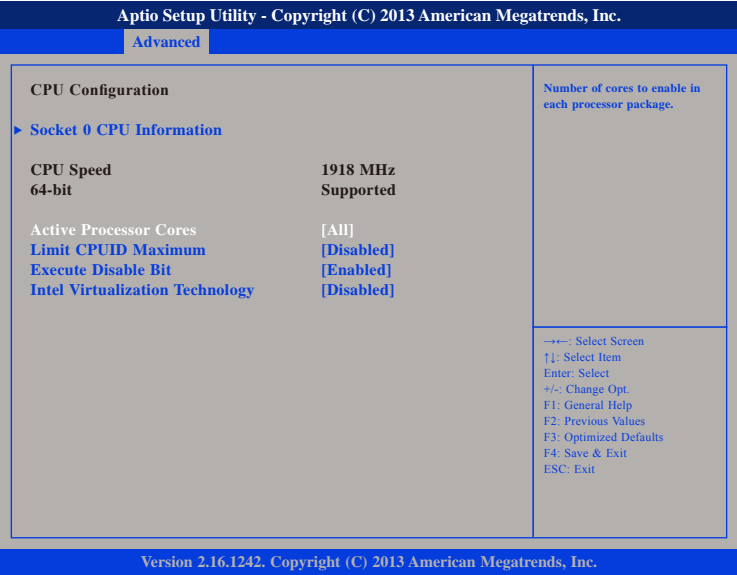 Aptio Setup Utility - Copyright (C) 2013 American Megatrends, Inc.
Advanced
CPU Configuration
Socket 0 CPU Information
CPU Speed 1918 MHz
64-bit Supported
Active Processor Cores [All]
Limit CPUID Maximum [Disabled]
Execute Disable Bit [Enabled]
Intel Virtualization Technology [Disabled]
Number of cores to enable in
each processor package.
→←: Select Screen
↑↓: Select Item
Enter: Select
+/-: Change Opt.
F1: General Help
F2: Previous Values
F3: Optimized Defaults
F4: Save & Exit
ESC: Exit
Version 2.16.1242. Copyright (C) 2013 American Megatrends, Inc.